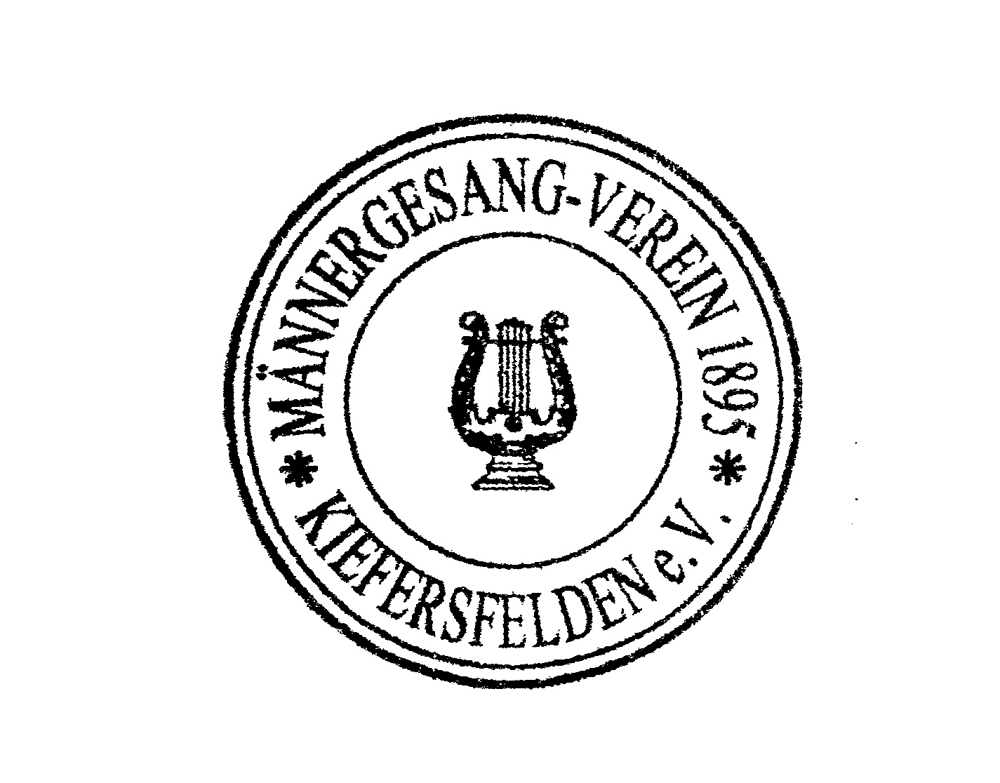 MÄNNERGESANG-VEREIN 1895
* KIEFERSFELDEN e.V. *